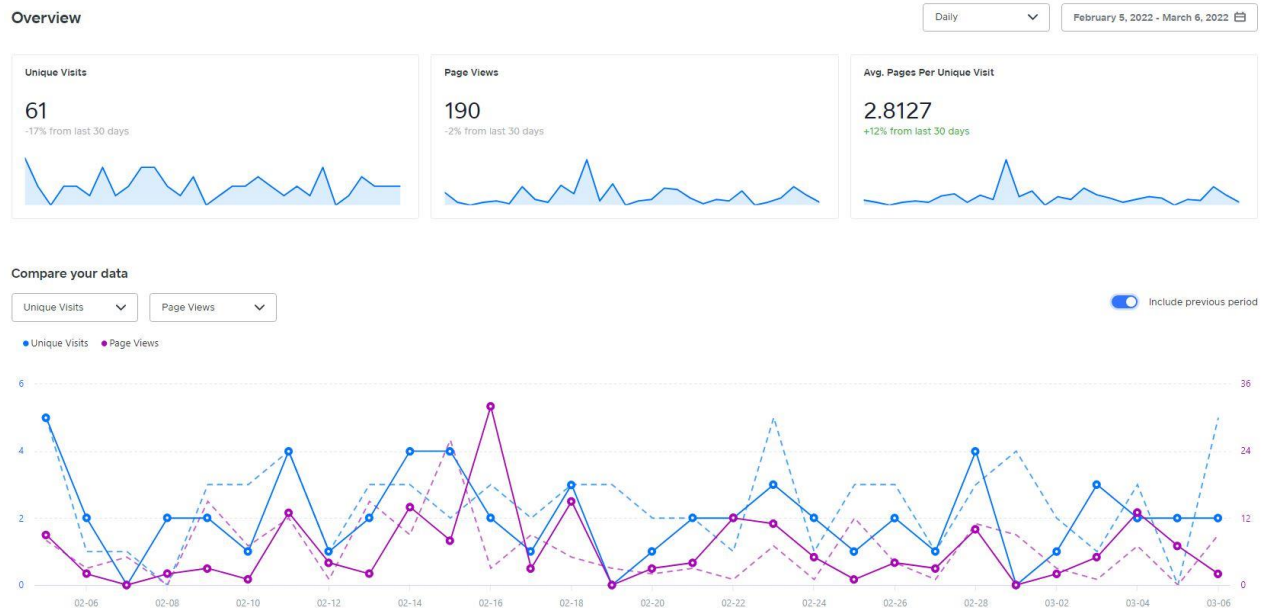 Overview
Daily
February 5, 2022 - March 6, 2022
Unique Visits
61
-17% from last 30 days
Page Views
190
-2% from last 30 days
Avg. Pages Per Unique Visit
2.8127
+12% from last 30 days
Compare your data
Unique Visits
Page Views
Include previous period
Unique Visits Page Views
6 36
4 24
2 12
0 0
02-06 02-08 02-10 02-12 02-14 02-16 02-18 02-20 02-22 02-24 02-26 02-28 03-02 03-04 03-06